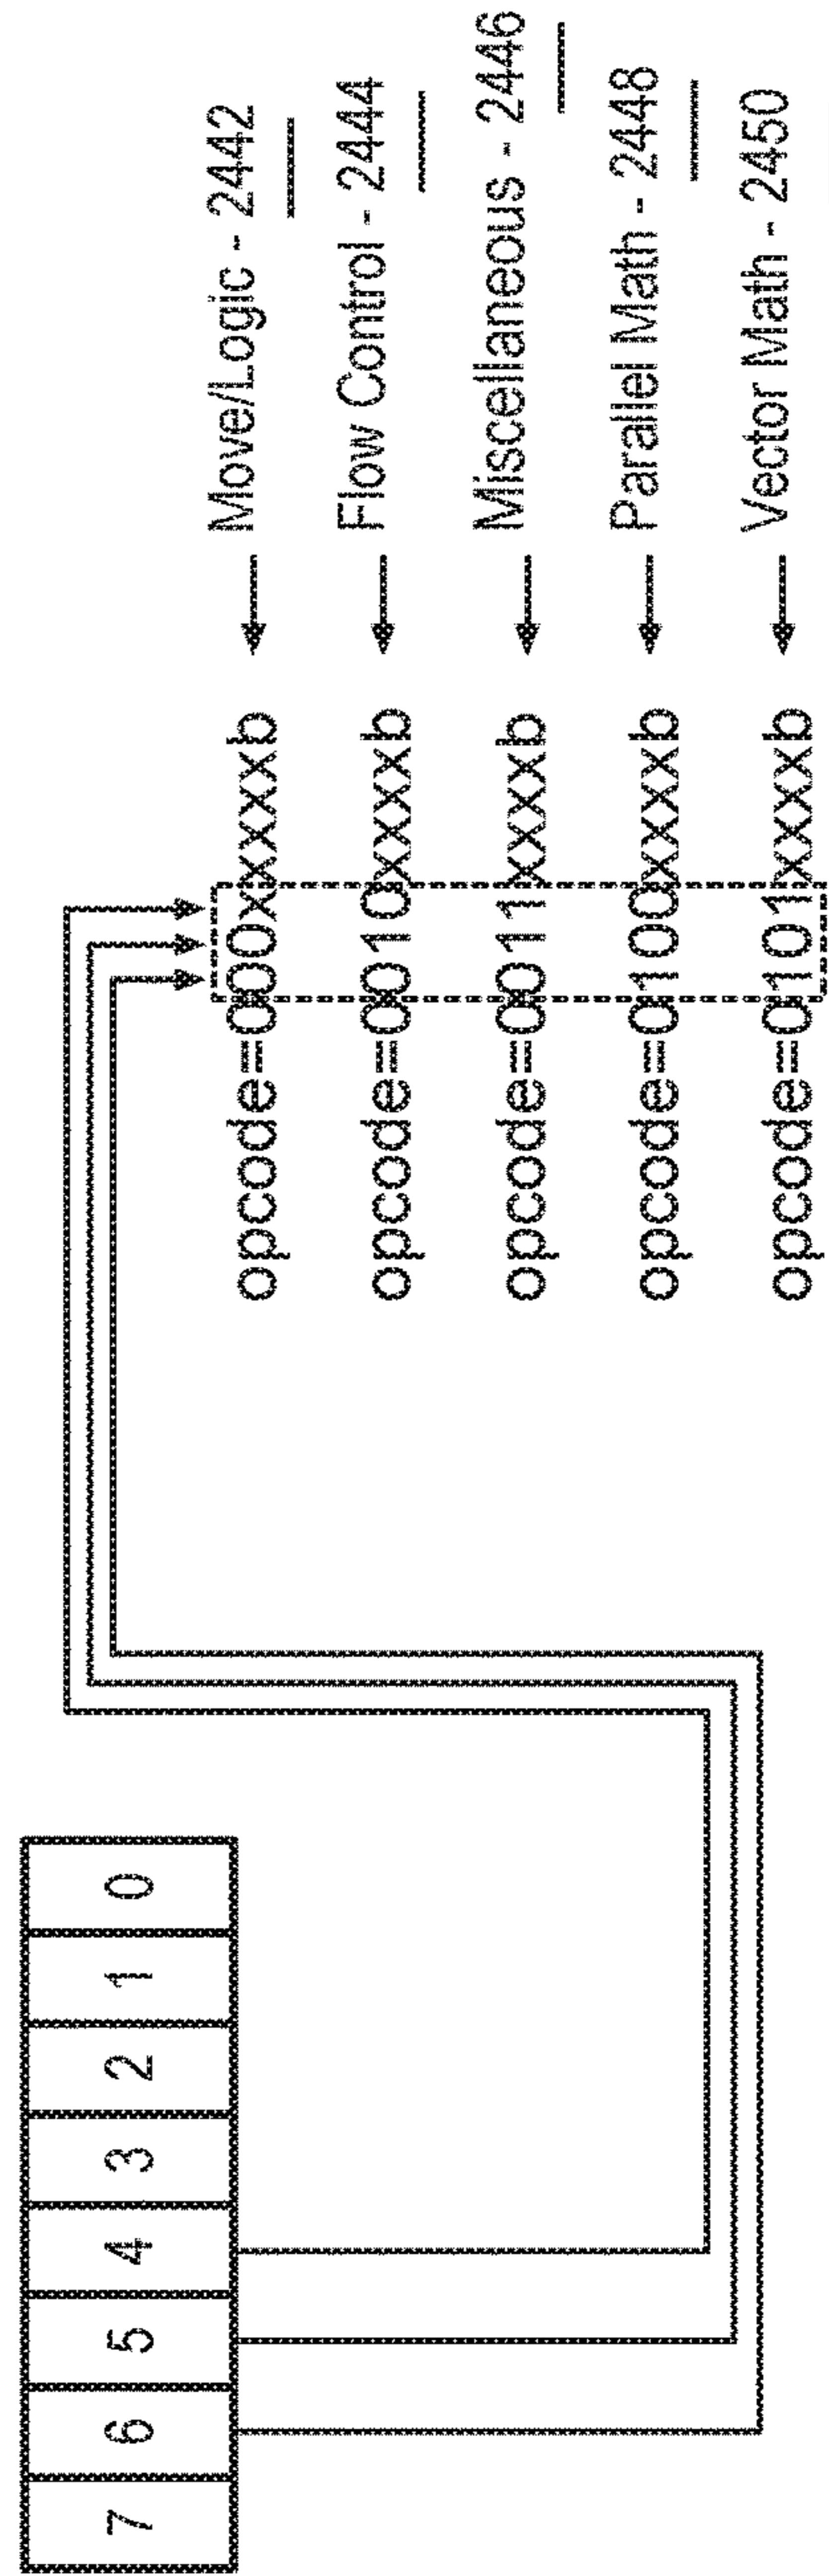 7 6 5 4 3 2 1 0
opcode=000xxxxxb ← Move/Logic - 2442
opcode=0010xxxxb ← Flow Control - 2444
opcode=0011xxxxb ← Miscellaneous - 2446
opcode=0100xxxxb ← Parallel Math - 2448
opcode=0101xxxxb ← Vector Math - 2450